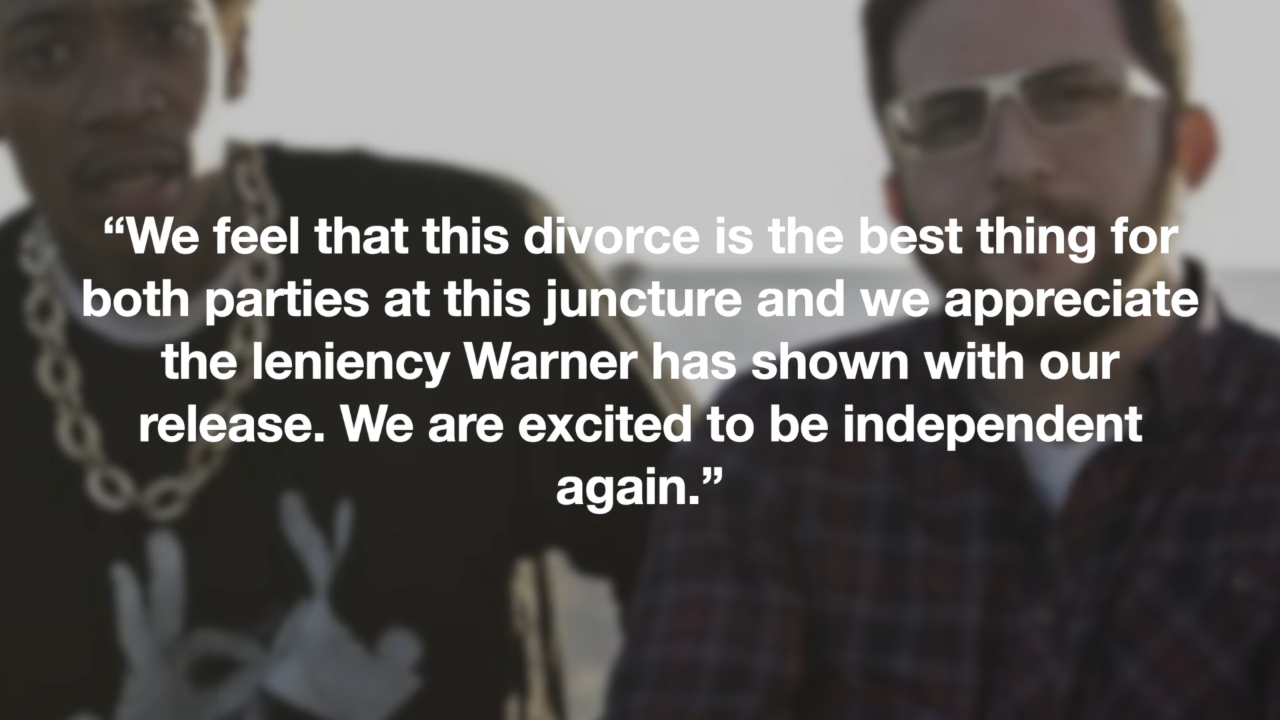 “We feel that this divorce is the best thing for
both parties at this juncture and we appreciate
the leniency Warner has shown with our
release. We are excited to be independent
again.”